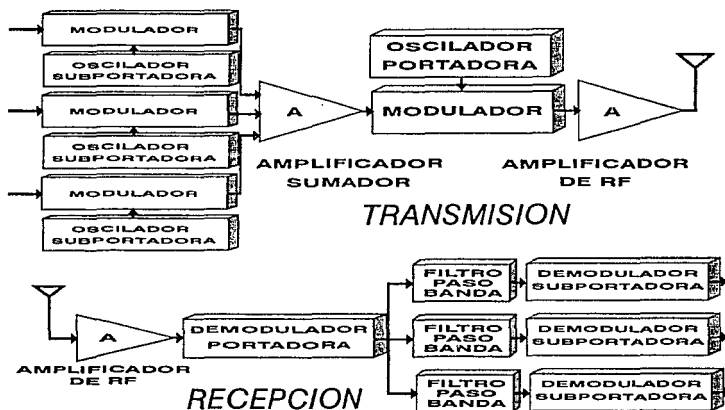 MODULADOR
OSCILADOR
SUBPORTADORA
MODULADOR
OSCILADOR
SUBPORTADORA
MODULADOR
OSCILADOR
SUBPORTADORA
A
AMPLIFICADOR
SUMADOR
OSCILADOR
PORTADORA
MODULADOR
A
AMPLIFICADOR
DE RF
TRANSMISION
A
AMPLIFICADOR
DE RF
DEMODULADOR
PORTADORA
FILTRO
PASO
BANDA
DEMODULADOR
SUBPORTADORA
FILTRO
PASO
BANDA
DEMODULADOR
SUBPORTADORA
FILTRO
PASO
BANDA
DEMODULADOR
SUBPORTADORA
RECEPCION